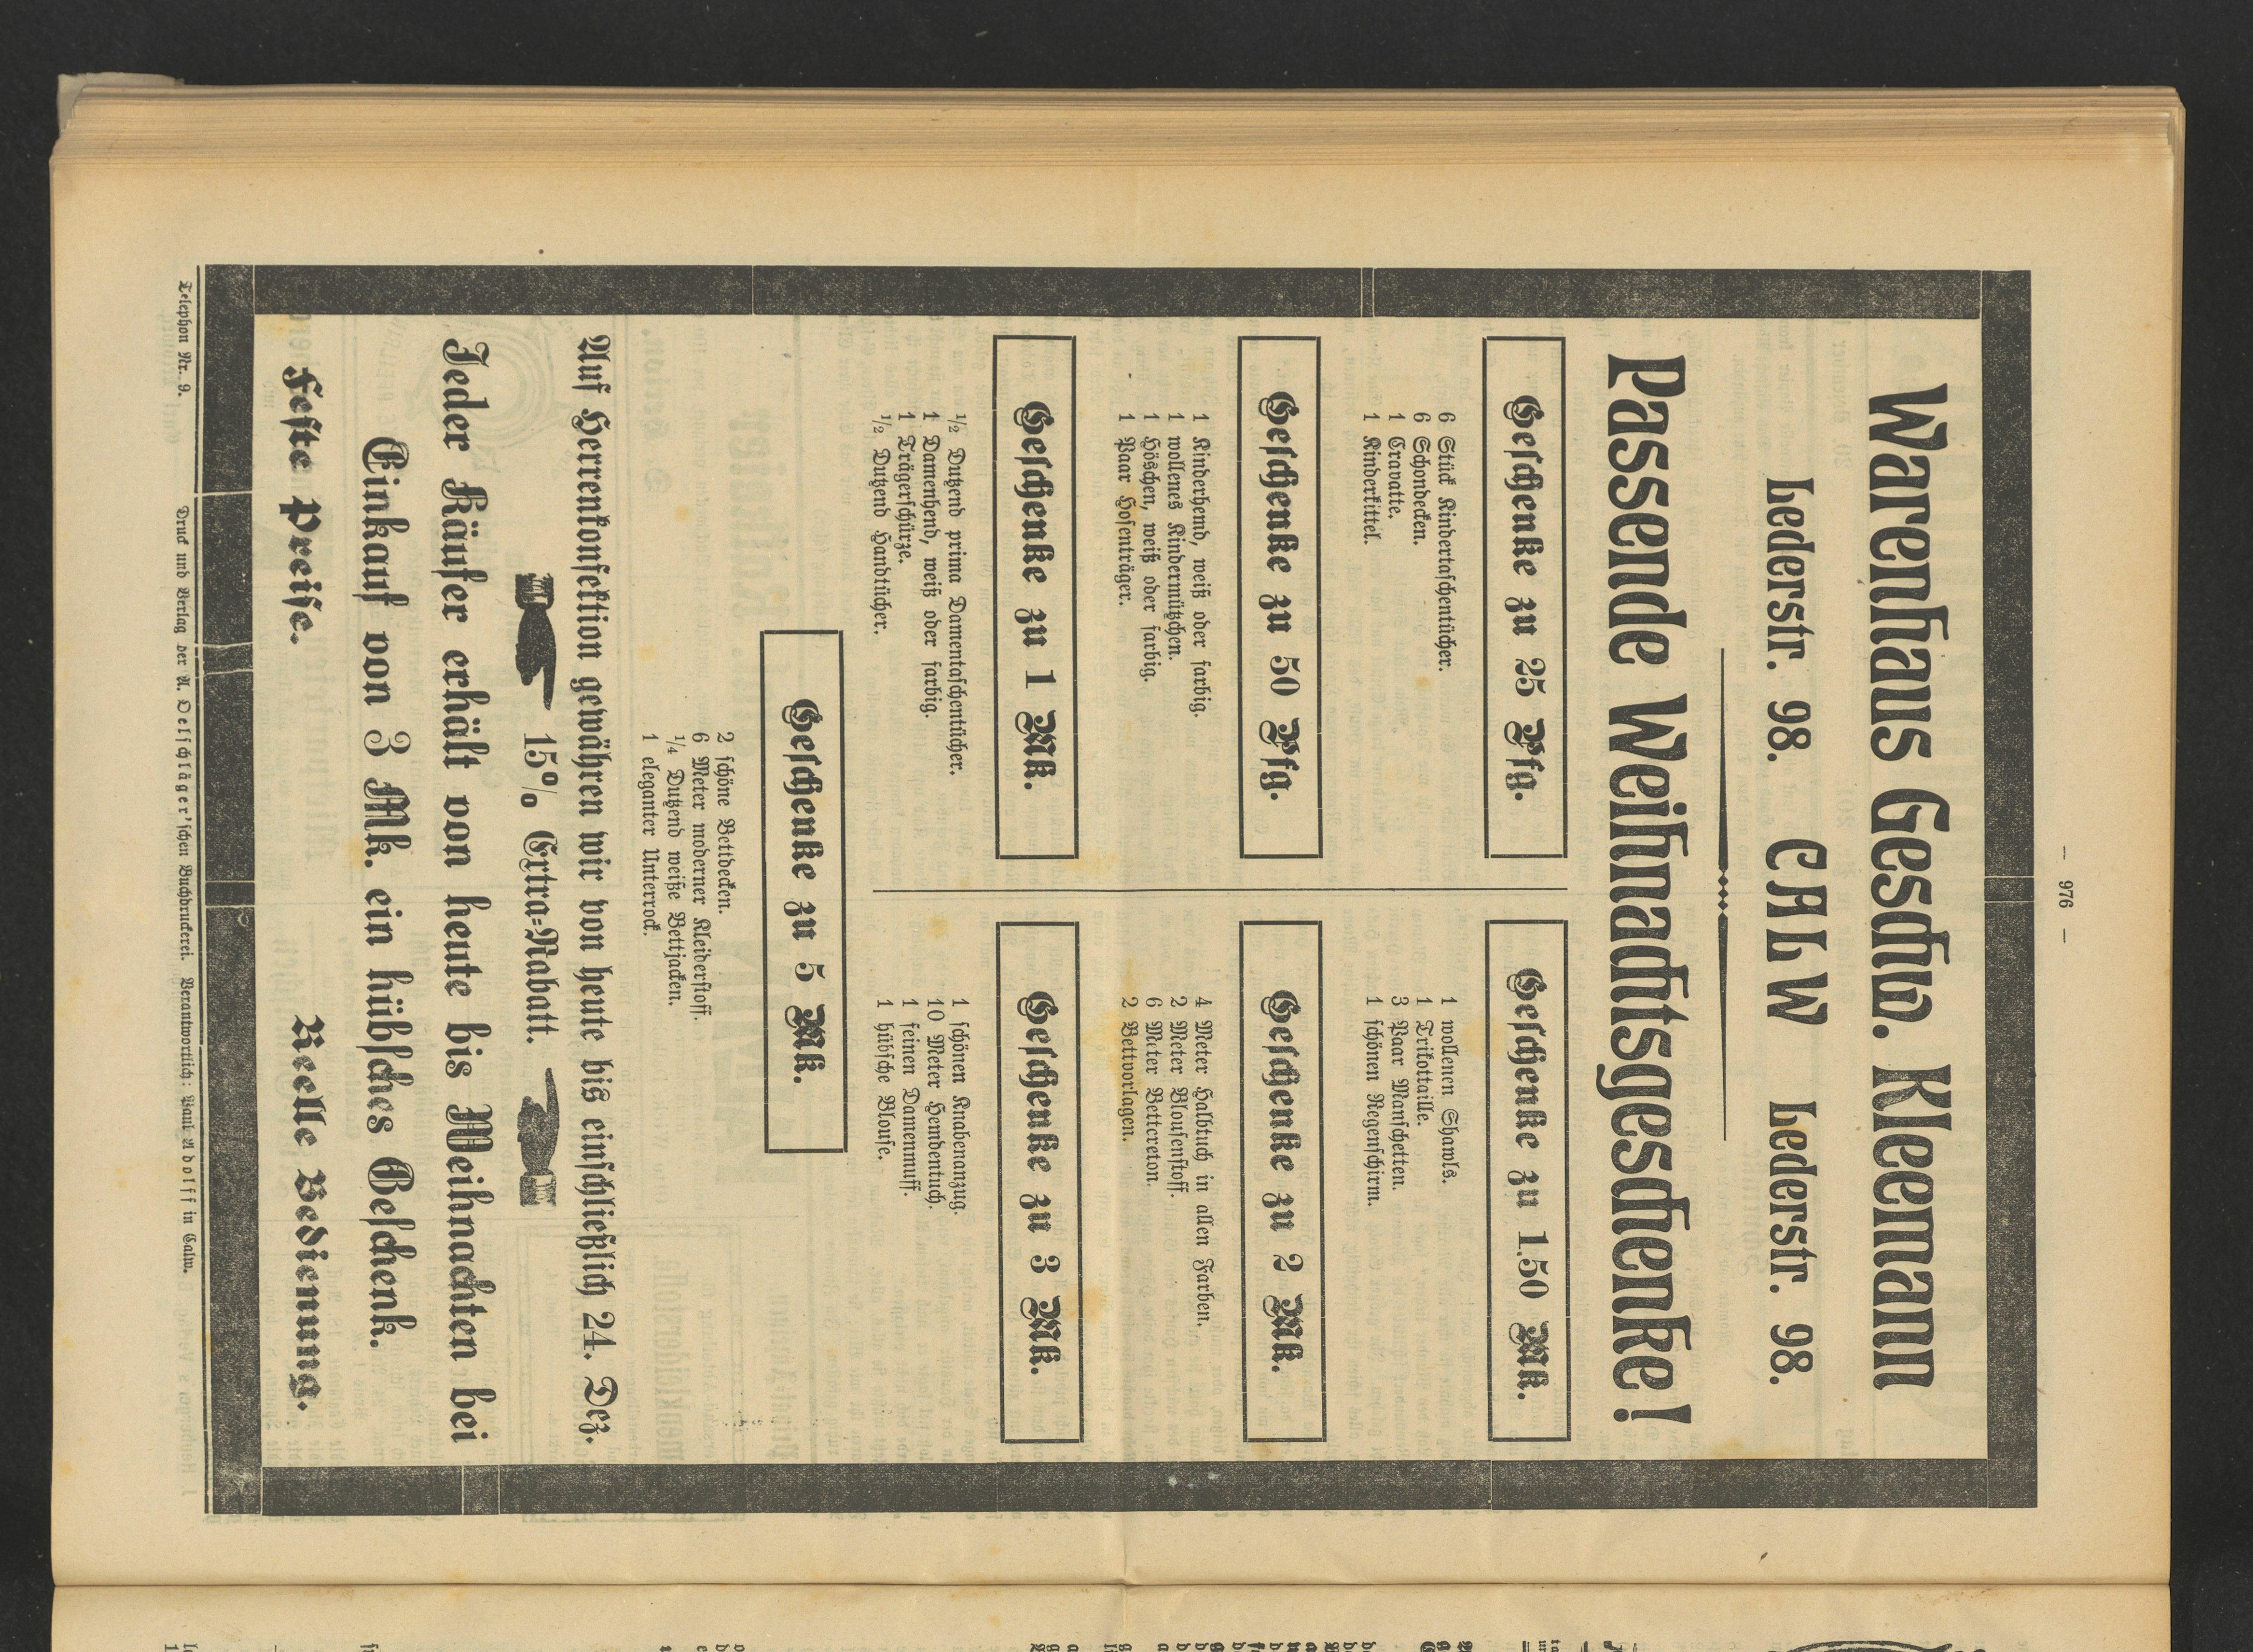 — 976 —
Warenhaus Geschw. Kleemann
Lederstr. 98. CALW Lederstr. 98.
Passende Weihnachtsgeschenke!
Geschenke zu 25 Pfg.
6 Stück Kindertaschentücher.
6 Schondecken.
1 Cravatte.
1 Kinderkittel.
Geschenke zu 50 Pfg.
1 Kinderhemd, weiß oder farbig.
1 wollenes Kindermützchen.
1 Höschen, weiß oder farbig.
1 Paar Hosenträger.
Geschenke zu 1 Mk.
1/2 Dutzend prima Damentaschentücher.
1 Damenhend, weiß oder farbig.
1 Trägerschürze.
1/2 Dutzend Handtücher.
Geschenke zu 1.50 Mk.
1 wollenen Shawls.
1 Trikottaille.
3 Paar Manschetten.
1 schönen Regenschirm.
Geschenke zu 2 Mk.
4 Meter Halbtuch in allen Farben.
2 Meter Blousenstoff.
6 Meter Bettcreton.
2 Bettvorlagen.
Geschenke zu 3 Mk.
1 schönen Knabenanzug.
10 Meter Hemdentuch.
1 feinen Damenmuff.
1 hübsche Blouse.
Geschenke zu 5 Mk.
2 schöne Bettdecken.
6 Meter moderner Kleiderstoff.
1/4 Dutzend weiße Bettjacken.
1 eleganter Unterrock.
Auf Herrenkonfektion gewähren wir von heute bis einschließlich 24. Dez.
15% Extra-Rabatt.
Jeder Käufer erhält von heute bis Weihnachten bei
Einkauf von 3 Mk. ein hübsches Geschenk.
Feste Preise. Reelle Bedienung.
Telephon Nr. 9. Druck und Verlag der A. Oelschläger'schen Buchdruckerei. Verantwortlich: Paul Adolff in Calw.